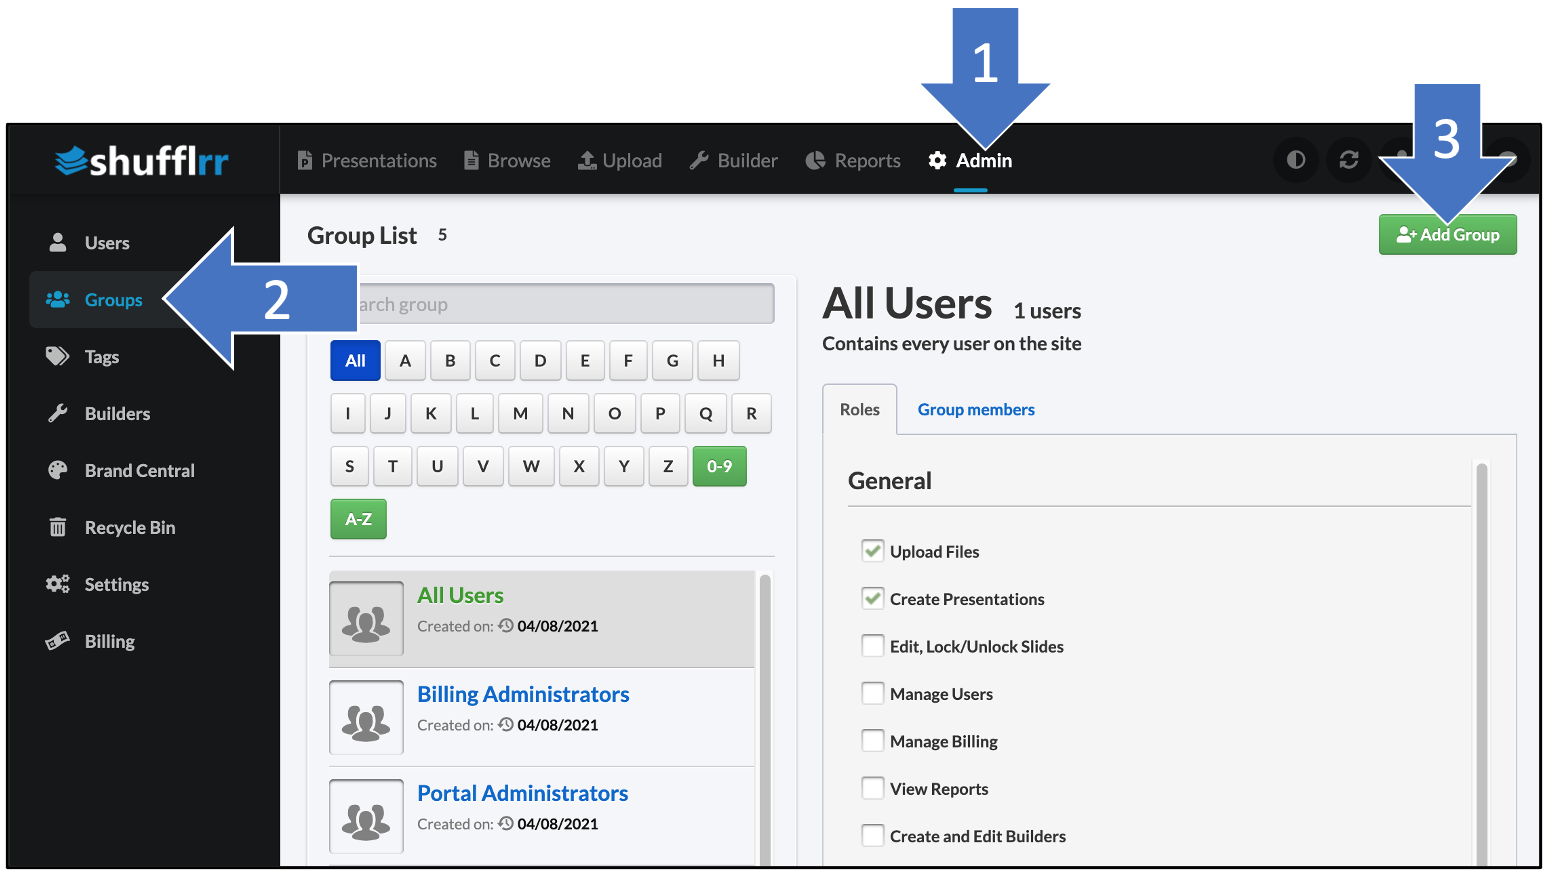 1
3
shufflrr
Presentations
Browse
Upload
Builder
Reports
Admin
Users
Groups
Tags
Builders
Brand Central
Recycle Bin
Settings
Billing
2
Group List 5
Add Group
arch group
All A B C D E F G H
I J K L M N O P Q R
S T U V W X Y Z 0-9
A-Z
All Users
Created on: 04/08/2021
Billing Administrators
Created on: 04/08/2021
Portal Administrators
Created on: 04/08/2021
All Users 1 users
Contains every user on the site
Roles
Group members
General
Upload Files
Create Presentations
Edit, Lock/Unlock Slides
Manage Users
Manage Billing
View Reports
Create and Edit Builders